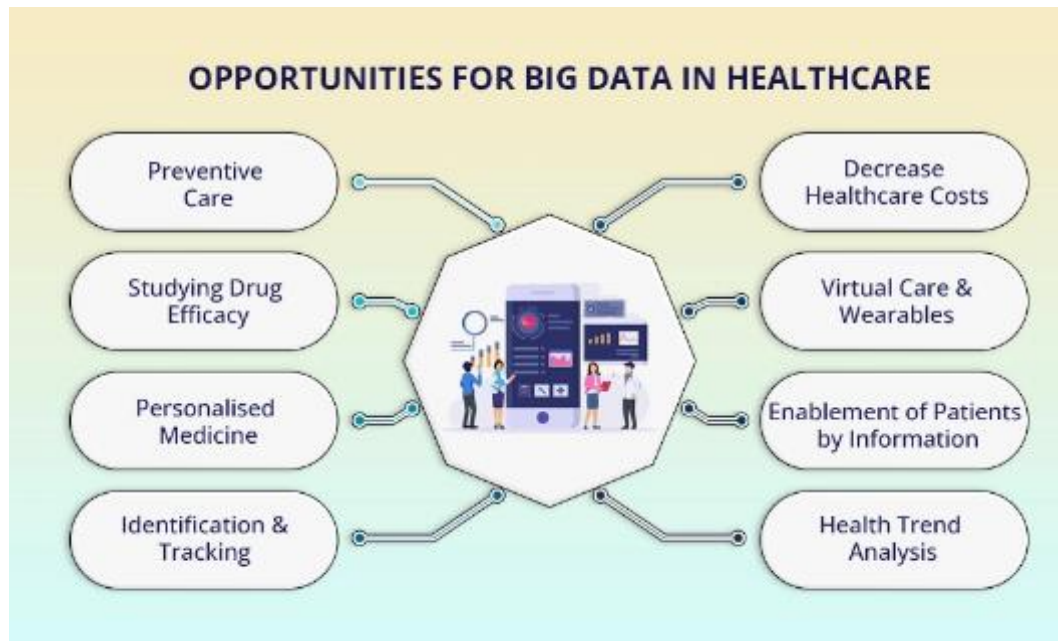 OPPORTUNITIES FOR BIG DATA IN HEALTHCARE
Preventive
Care
Studying Drug
Efficacy
Personalised
Medicine
Identification &
Tracking
Decrease
Healthcare Costs
Virtual Care &
Wearables
Enablement of Patients
by Information
Health Trend
Analysis